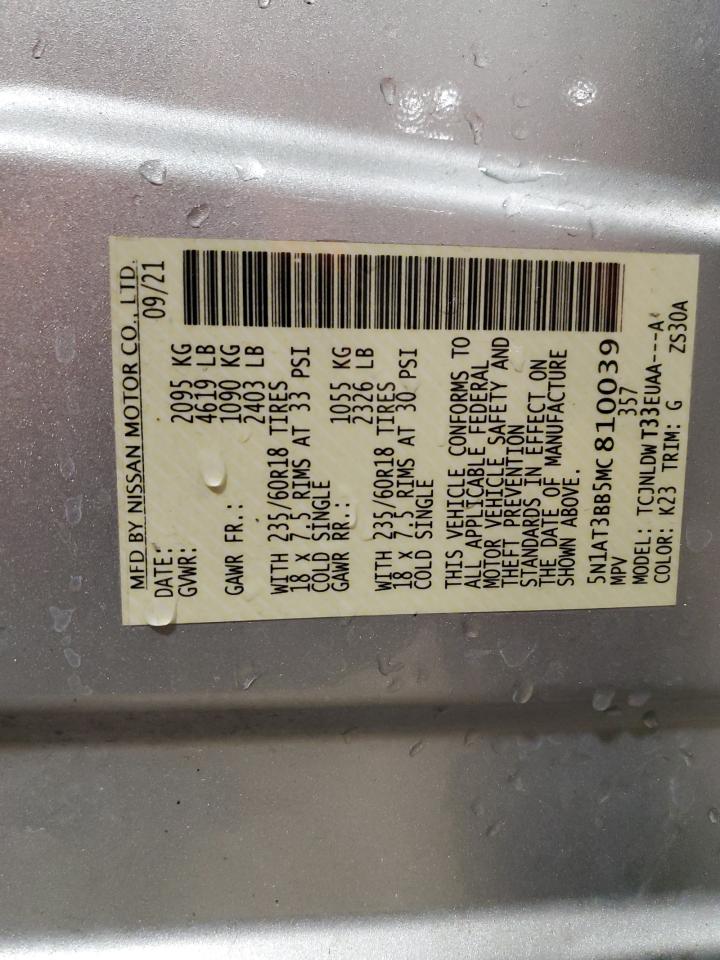 MFD BY NISSAN MOTOR CO., LTD.
DATE: 09/21
GVWR: 2095 KG
4619 LB
GAWR FR.: 1090 KG
2403 LB
WITH 235/60R18 TIRES
18 X 7.5 RIMS AT 33 PSI
COLD SINGLE
GAWR RR.: 1055 KG
2326 LB
WITH 235/60R18 TIRES
18 X 7.5 RIMS AT 30 PSI
COLD SINGLE
THIS VEHICLE CONFORMS TO
ALL APPLICABLE FEDERAL
MOTOR VEHICLE SAFETY AND
THEFT PREVENTION
STANDARDS IN EFFECT ON
THE DATE OF MANUFACTURE
SHOWN ABOVE.
5N1AT3BB5MC810039
MPV 357
MODEL: TCJNLDWT33EUAA---A-
COLOR: K23 TRIM: G ZS30A